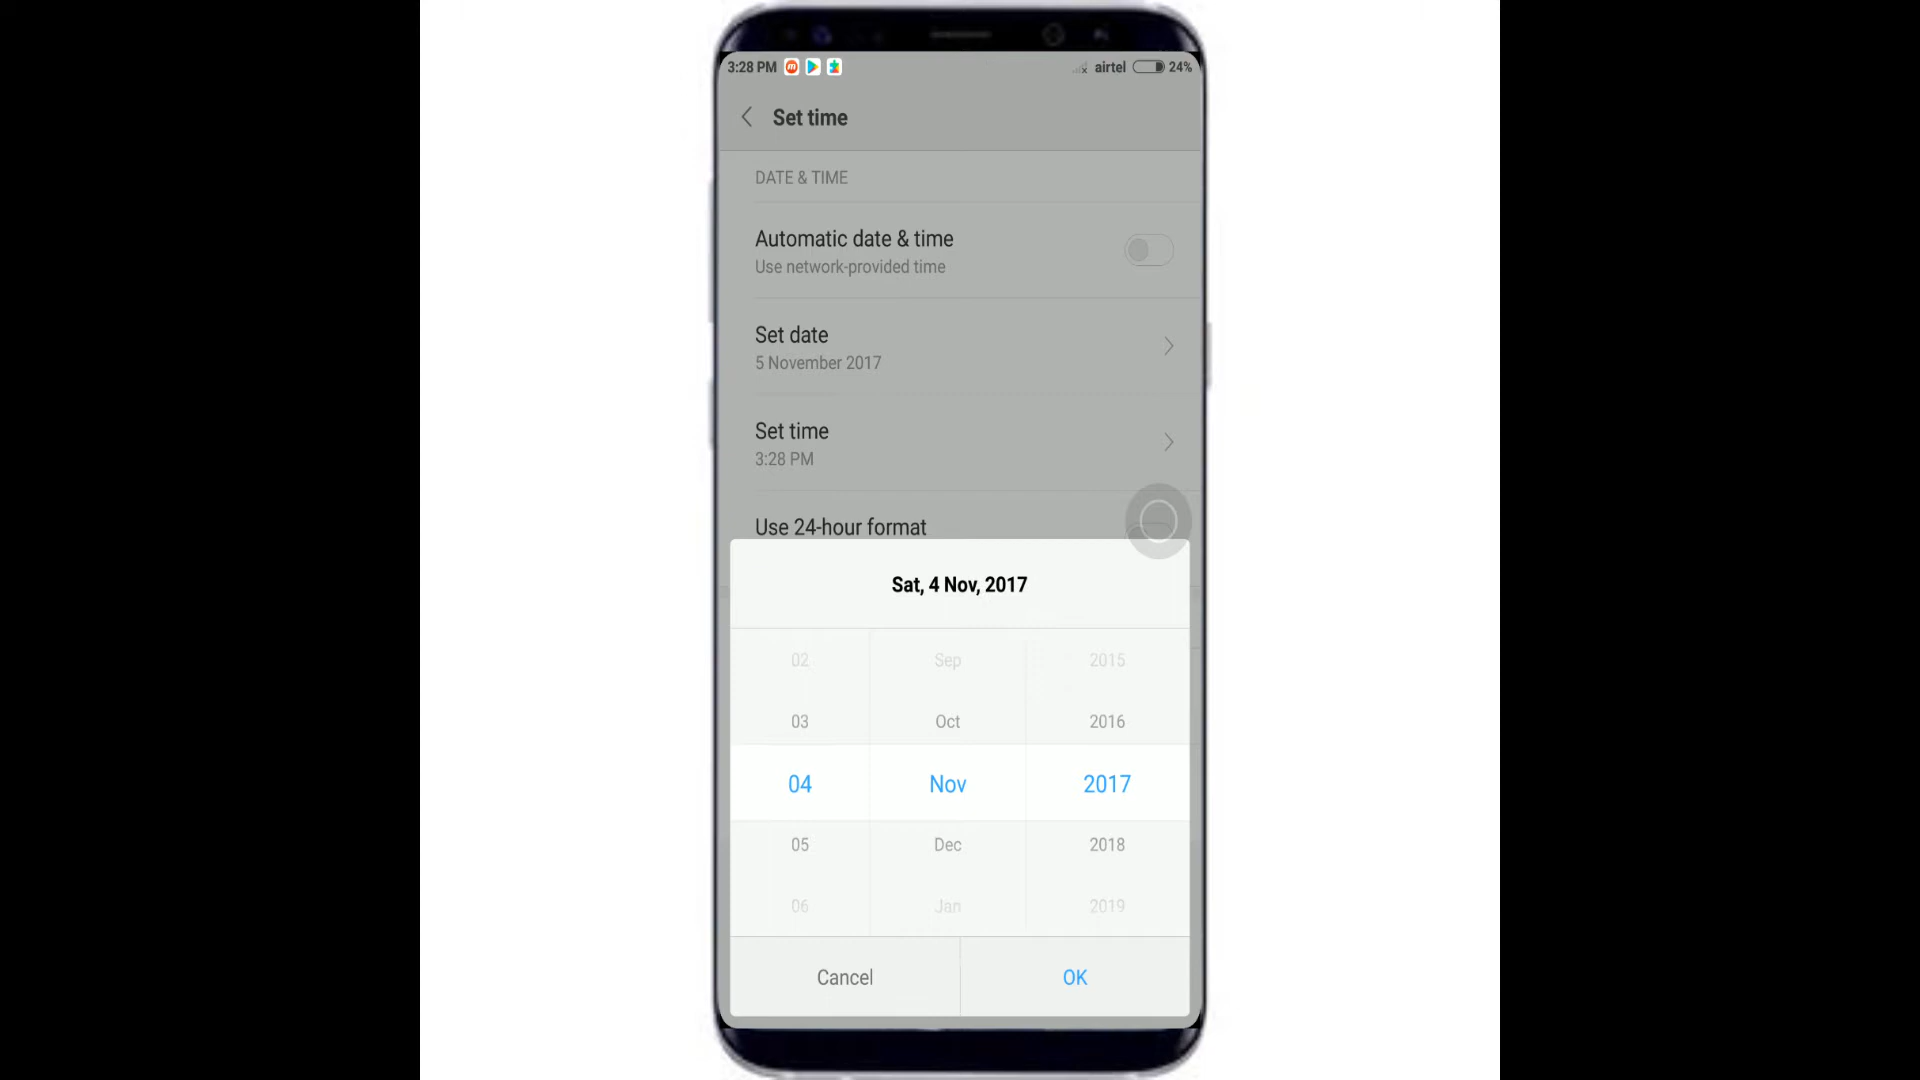 3:28 PM airtel 24%
Set time
DATE & TIME
Automatic date & time
Use network-provided time
Set date
5 November 2017
Set time
3:28 PM
Use 24-hour format
Sat, 4 Nov, 2017
02 Sep 2015
03 Oct 2016
04 Nov 2017
05 Dec 2018
06 Jan 2019
Cancel OK